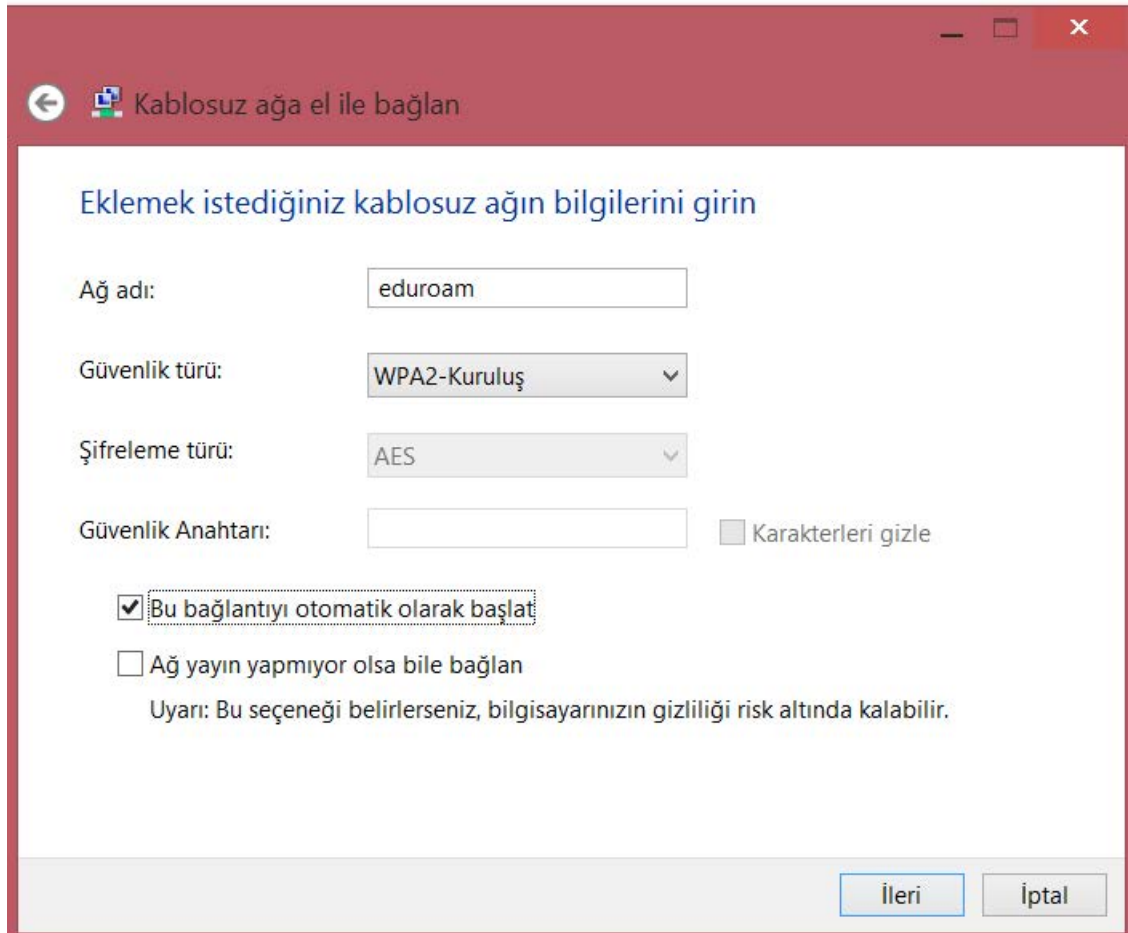 Kablosuz ağa el ile bağlan
Eklemek istediğiniz kablosuz ağın bilgilerini girin
Ağ adı: eduroam
Güvenlik türü: WPA2-Kuruluş
Şifreleme türü: AES
Güvenlik Anahtarı: Karakterleri gizle
Bu bağlantıyı otomatik olarak başlat
Ağ yayın yapmıyor olsa bile bağlan
Uyarı: Bu seçeneği belirlerseniz, bilgisayarınızın gizliliği risk altında kalabilir.
İleri İptal